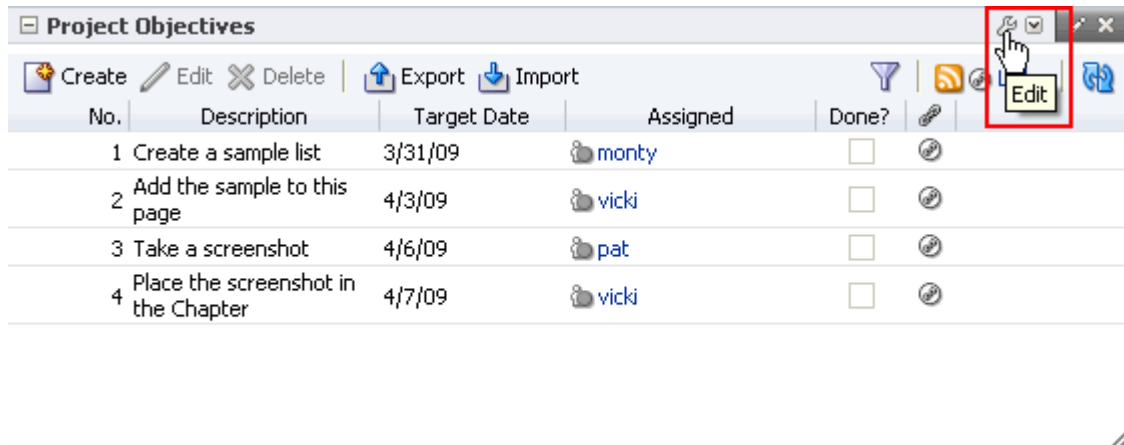 Project Objectives
Create Edit Delete Export Import
Edit
No. Description Target Date Assigned Done?
1 Create a sample list 3/31/09 monty
2 Add the sample to this page 4/3/09 vicki
3 Take a screenshot 4/6/09 pat
4 Place the screenshot in the Chapter 4/7/09 vicki